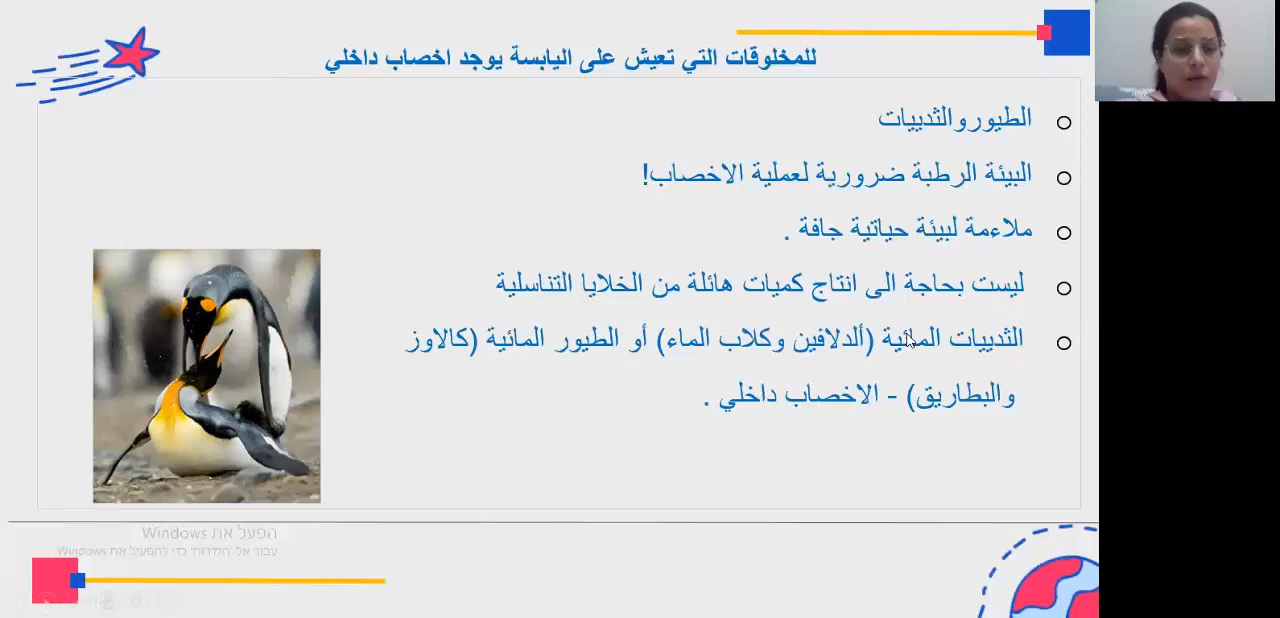 للمخلوقات التي تعيش على اليابسة يوجد اخصاب داخلي
الطيوروالثدييات
البيئة الرطبة ضرورية لعملية الاخصاب!
ملاءمة لبيئة حياتية جافة .
ليست بحاجة الى انتاج كميات هائلة من الخلايا التناسلية
الثدييات المائية (ألدلافين وكلاب الماء) أو الطيور المائية (كالاوز
والبطاريق) - الاخصاب داخلي .
הפעל את Windows
עבור אל 'הגדרות' כדי להפעיל את Windows